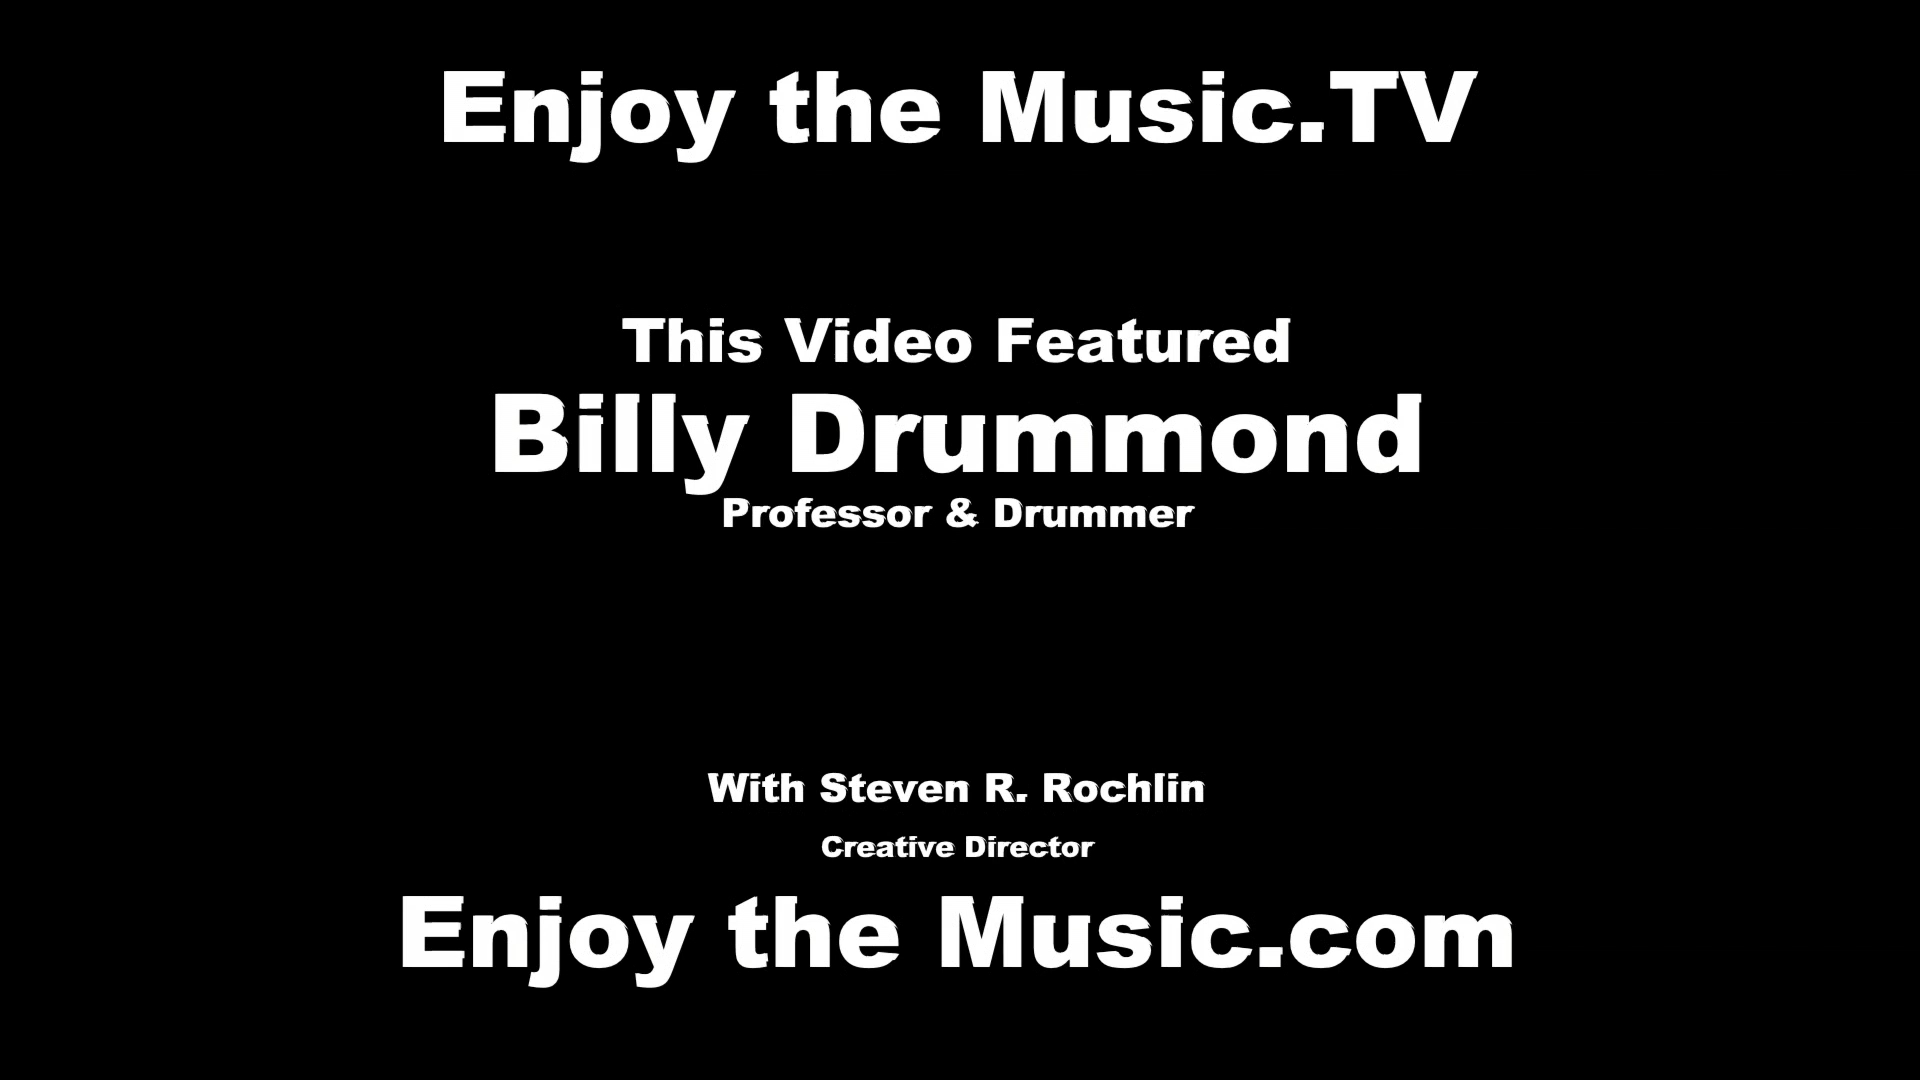 Enjoy the Music.TV
This Video Featured
Billy Drummond
Professor & Drummer
With Steven R. Rochlin
Creative Director
Enjoy the Music.com